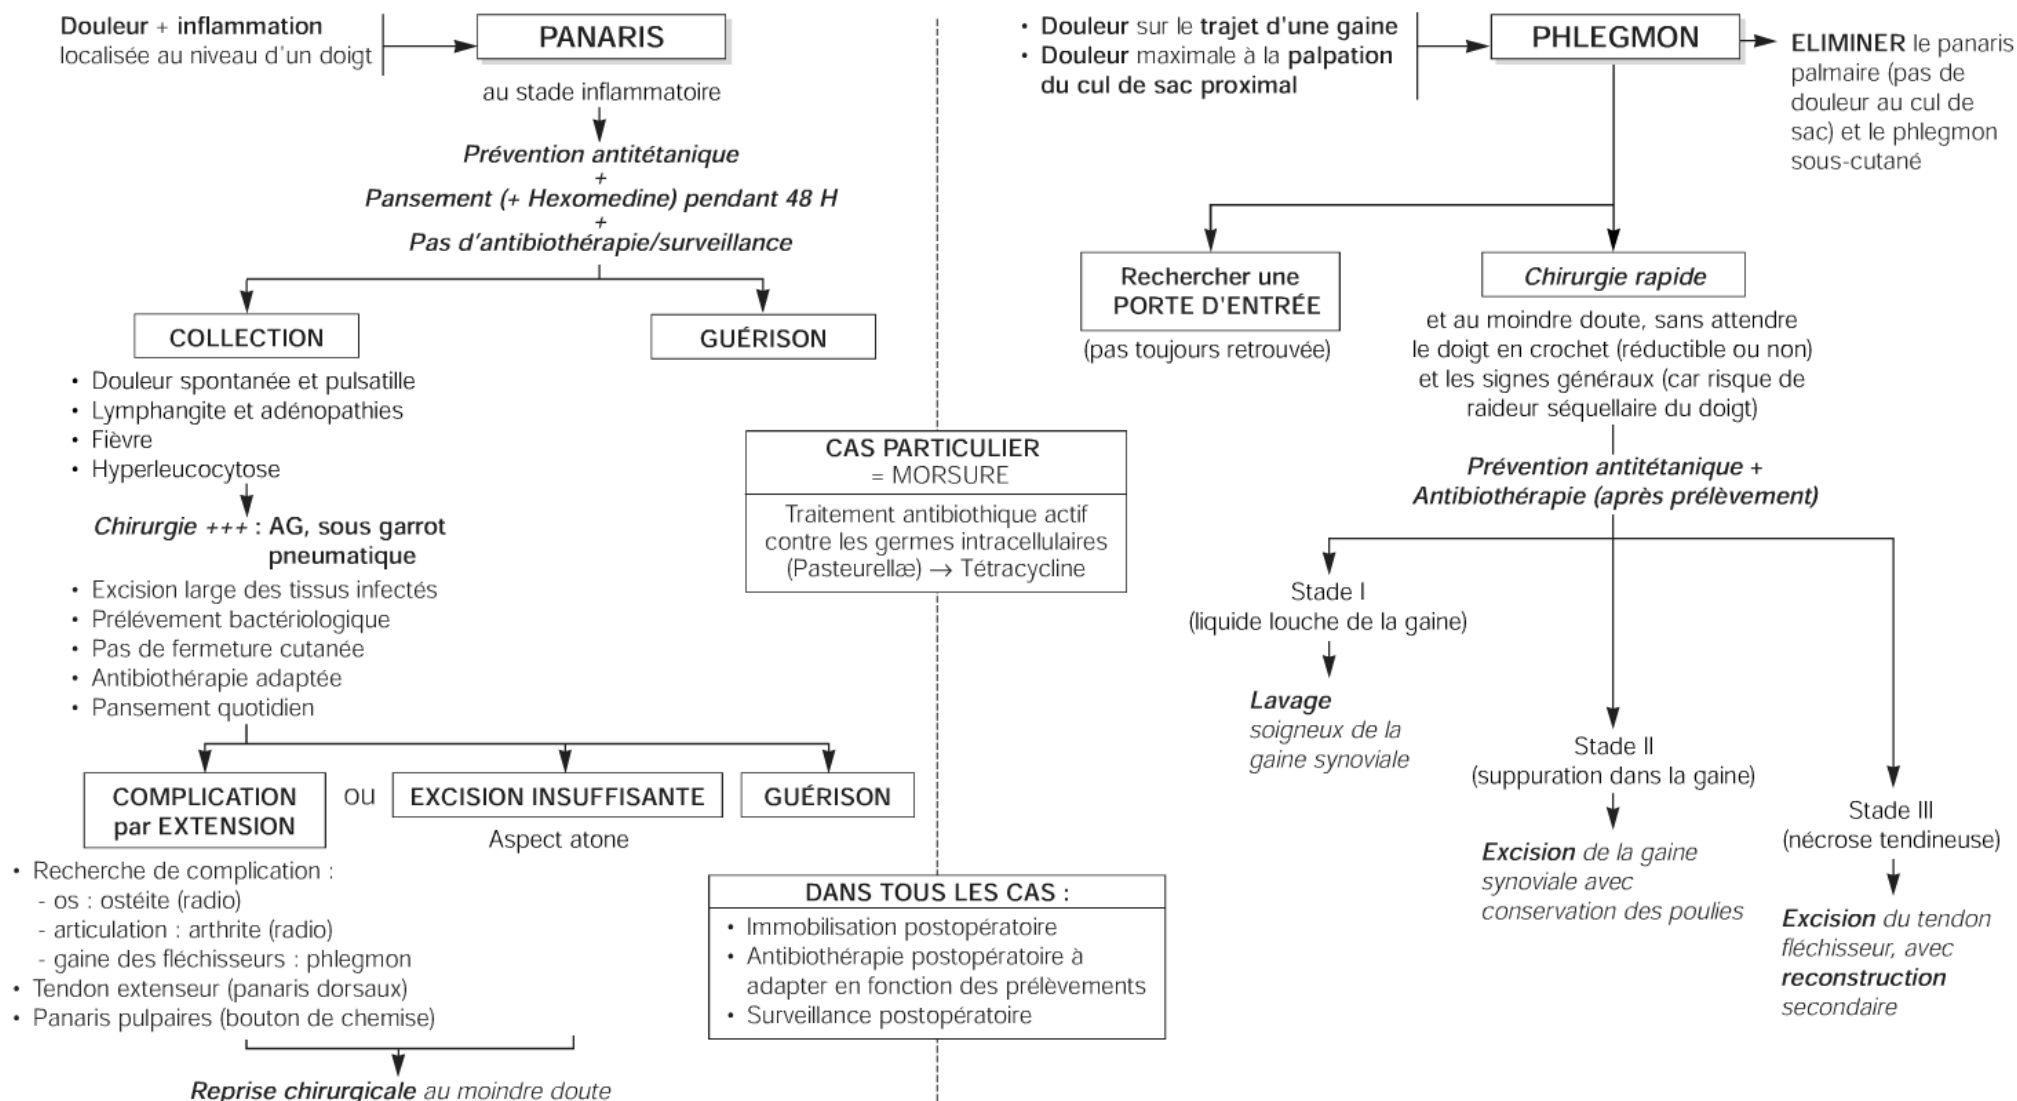 Douleur + inflammation
localisée au niveau d'un doigt
PANARIS
au stade inflammatoire
Prévention antitétanique
+
Pansement (+ Hexomedine) pendant 48 H
+
Pas d'antibiothérapie/surveillance
COLLECTION
GUÉRISON
• Douleur spontanée et pulsatille
• Lymphangite et adénopathies
• Fièvre
• Hyperleucocytose
Chirurgie +++ : AG, sous garrot
pneumatique
• Excision large des tissus infectés
• Prélévement bactériologique
• Pas de fermeture cutanée
• Antibiothérapie adaptée
• Pansement quotidien
COMPLICATION
par EXTENSION
ou
EXCISION INSUFFISANTE
GUÉRISON
Aspect atone
• Recherche de complication :
- os : ostéite (radio)
- articulation : arthrite (radio)
- gaine des fléchisseurs : phlegmon
• Tendon extenseur (panaris dorsaux)
• Panaris pulpaires (bouton de chemise)
Reprise chirurgicale au moindre doute
CAS PARTICULIER
= MORSURE
Traitement antibiothique actif
contre les germes intracellulaires
(Pasteurellæ) → Tétracycline
DANS TOUS LES CAS :
• Immobilisation postopératoire
• Antibiothérapie postopératoire à
adapter en fonction des prélèvements
• Surveillance postopératoire
• Douleur sur le trajet d'une gaine
• Douleur maximale à la palpation
du cul de sac proximal
PHLEGMON
ELIMINER le panaris
palmaire (pas de
douleur au cul de
sac) et le phlegmon
sous-cutané
Rechercher une
PORTE D'ENTRÉE
(pas toujours retrouvée)
Chirurgie rapide
et au moindre doute, sans attendre
le doigt en crochet (réductible ou non)
et les signes généraux (car risque de
raideur séquellaire du doigt)
Prévention antitétanique +
Antibiothérapie (après prélèvement)
Stade I
(liquide louche de la gaine)
Lavage
soigneux de la
gaine synoviale
Stade II
(suppuration dans la gaine)
Excision de la gaine
synoviale avec
conservation des poulies
Stade III
(nécrose tendineuse)
Excision du tendon
fléchisseur, avec
reconstruction
secondaire